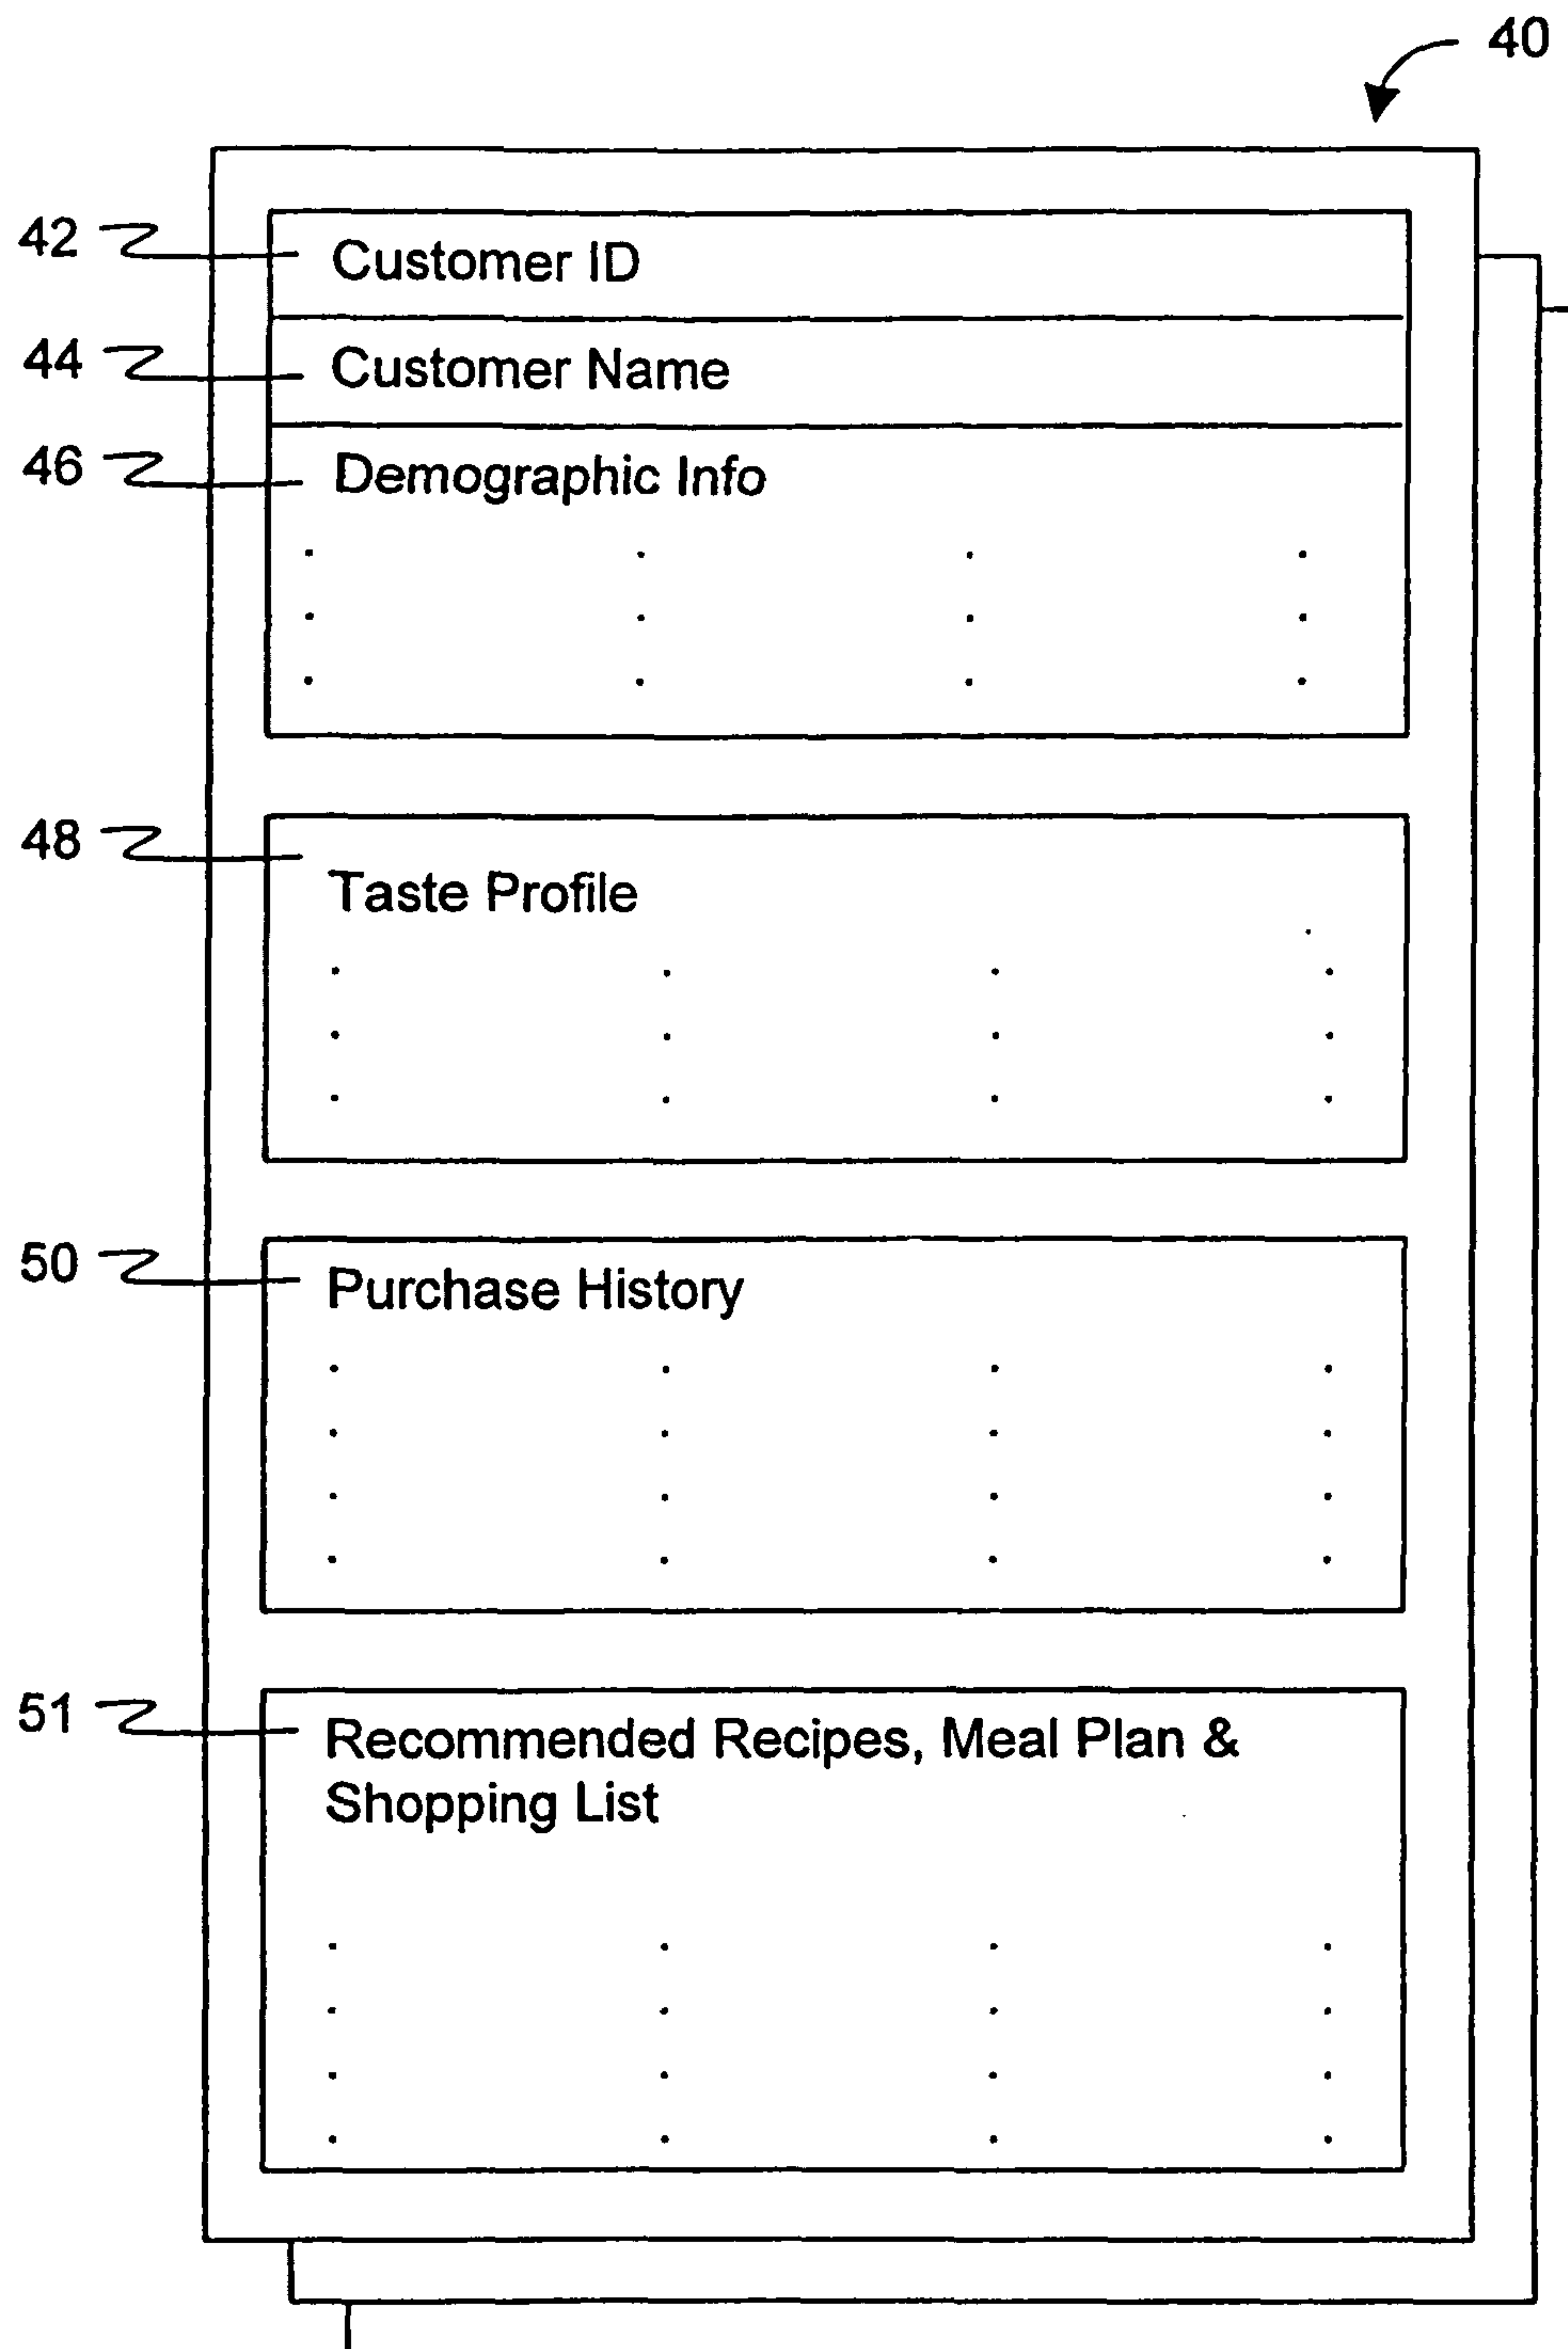 40
42 Customer ID
44 Customer Name
46 Demographic Info
48 Taste Profile
50 Purchase History
51 Recommended Recipes, Meal Plan &
Shopping List